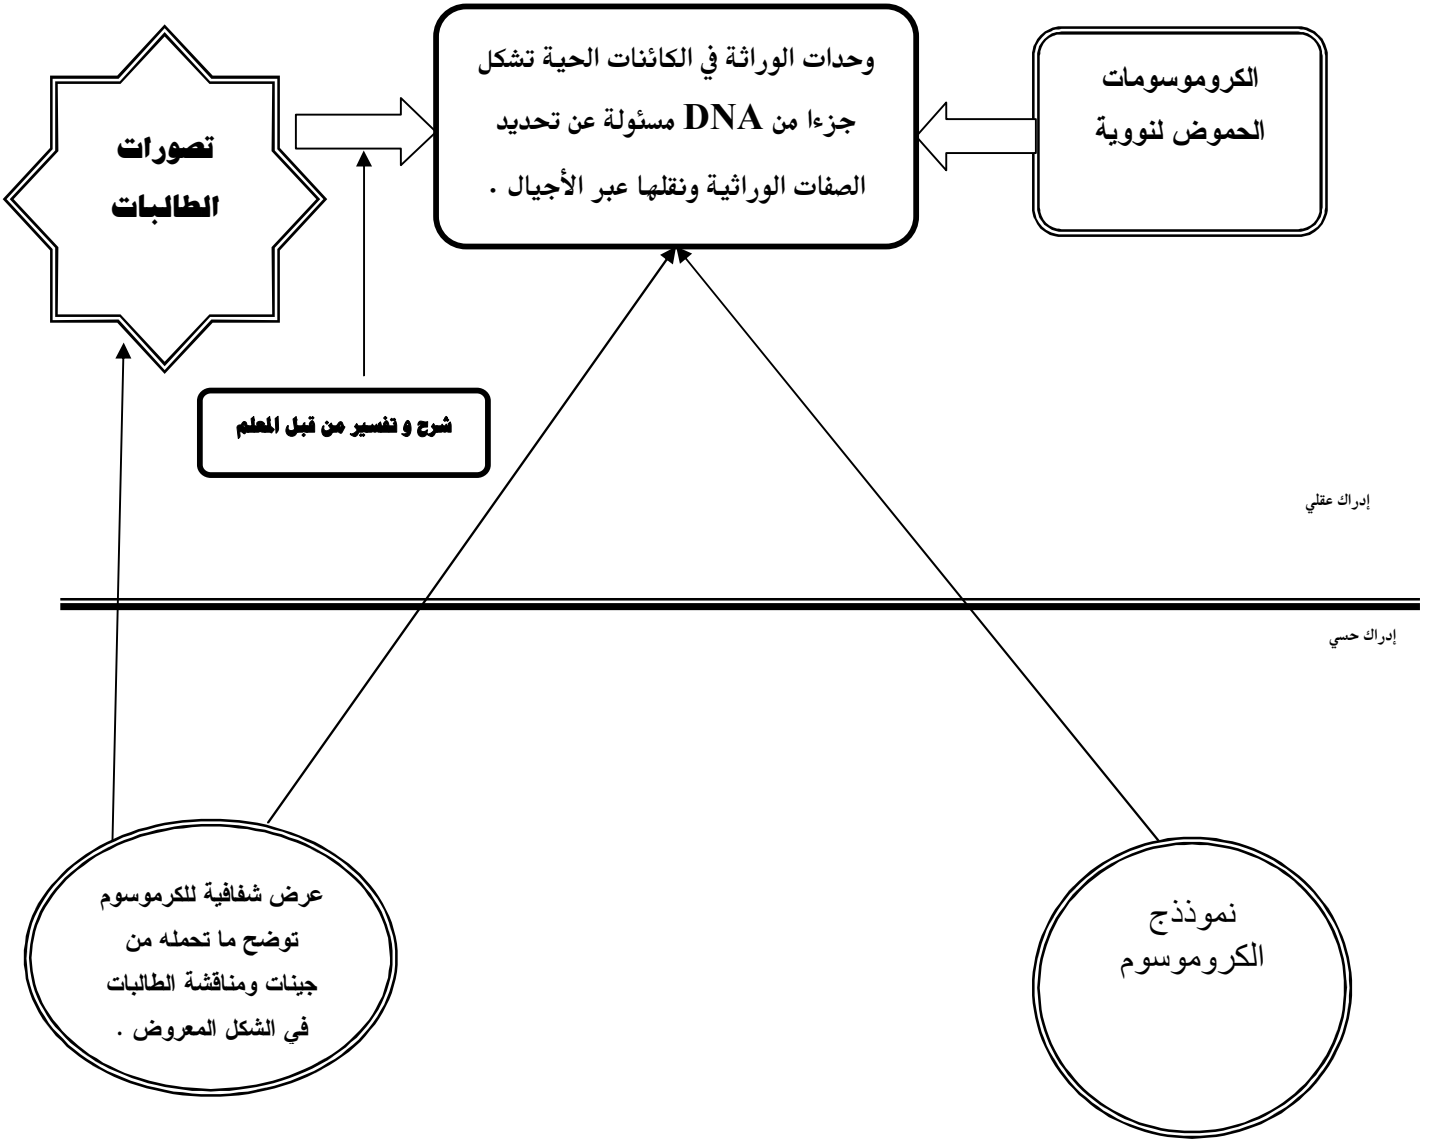 الكروموسومات
الحموض لنووية
وحدات الوراثة في الكائنات الحية تشكل
جزءا من DNA مسئولة عن تحديد
الصفات الوراثية ونقلها عبر الأجيال .
تصورات
الطالبات
شرح و تفسير من قبل المعلم
إدراك عقلي
إدراك حسي
نموذذج
الكروموسوم
عرض شفافية للكرموسوم
توضح ما تحمله من
جينات ومناقشة الطالبات
في الشكل المعروض .